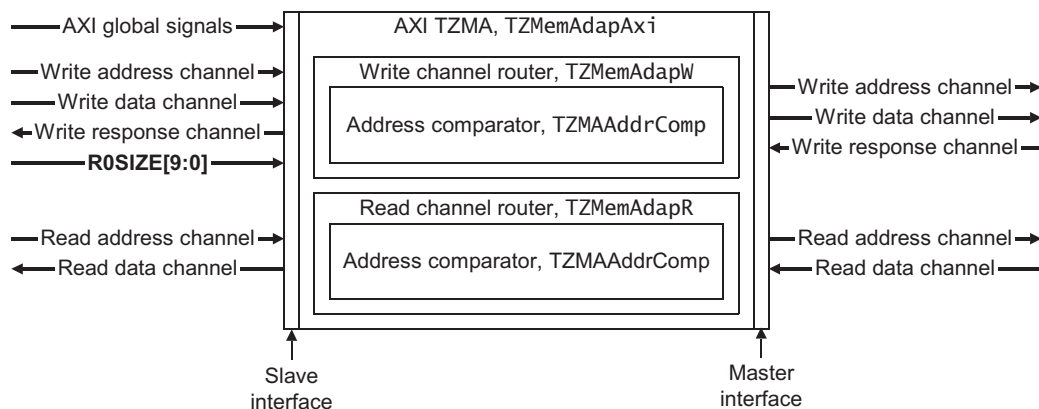 AXI global signals
AXI TZMA, TZMemAdapAxi
Write address channel
Write channel router, TZMemAdapW
Write address channel
Write data channel
Write data channel
Address comparator, TZMAAddrComp
Write response channel
Write response channel
R0SIZE[9:0]
Read channel router, TZMemAdapR
Read address channel
Read address channel
Read data channel
Address comparator, TZMAAddrComp
Read data channel
Slave
interface
Master
interface